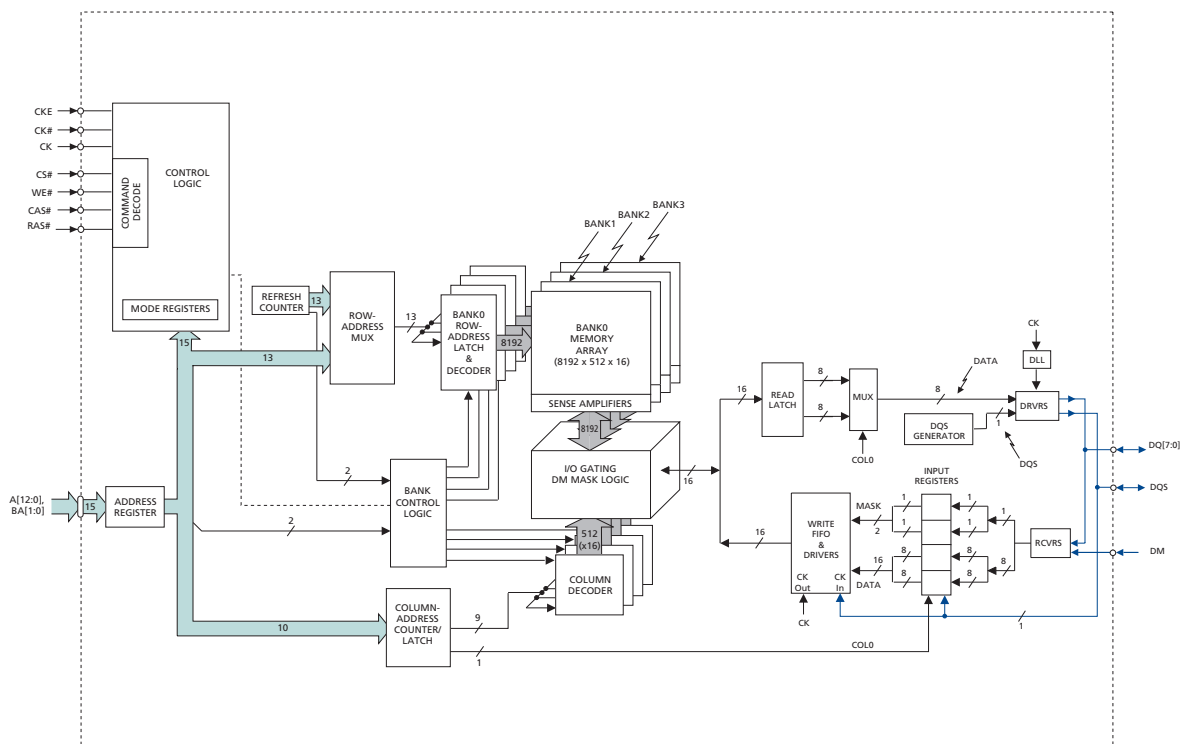 CKE
CK#
CK
CS#
WE#
CAS#
RAS#
COMMAND
DECODE
CONTROL
LOGIC
MODE REGISTERS
15
REFRESH
COUNTER
13
13
ROW-
ADDRESS
MUX
13
BANK0
ROW-
ADDRESS
LATCH
&
DECODER
8192
BANK1
BANK2
BANK3
BANK0
MEMORY
ARRAY
(8192 x 512 x 16)
SENSE AMPLIFIERS
8192
I/O GATING
DM MASK LOGIC
16
512
(x16)
COLUMN
DECODER
2
2
BANK
CONTROL
LOGIC
A[12:0],
BA[1:0]
15
ADDRESS
REGISTER
10
COLUMN-
ADDRESS
COUNTER/
LATCH
9
1
COL0
16
READ
LATCH
8
8
MUX
COL0
8
DATA
DQS
GENERATOR
1
DQS
CK
DLL
DRVRS
DQ[7:0]
DQS
DM
RCVRS
INPUT
REGISTERS
16
WRITE
FIFO
&
DRIVERS
CK
Out
CK
In
CK
MASK
2
16
DATA
1
1
8
8
1
1
8
8
1
8
1